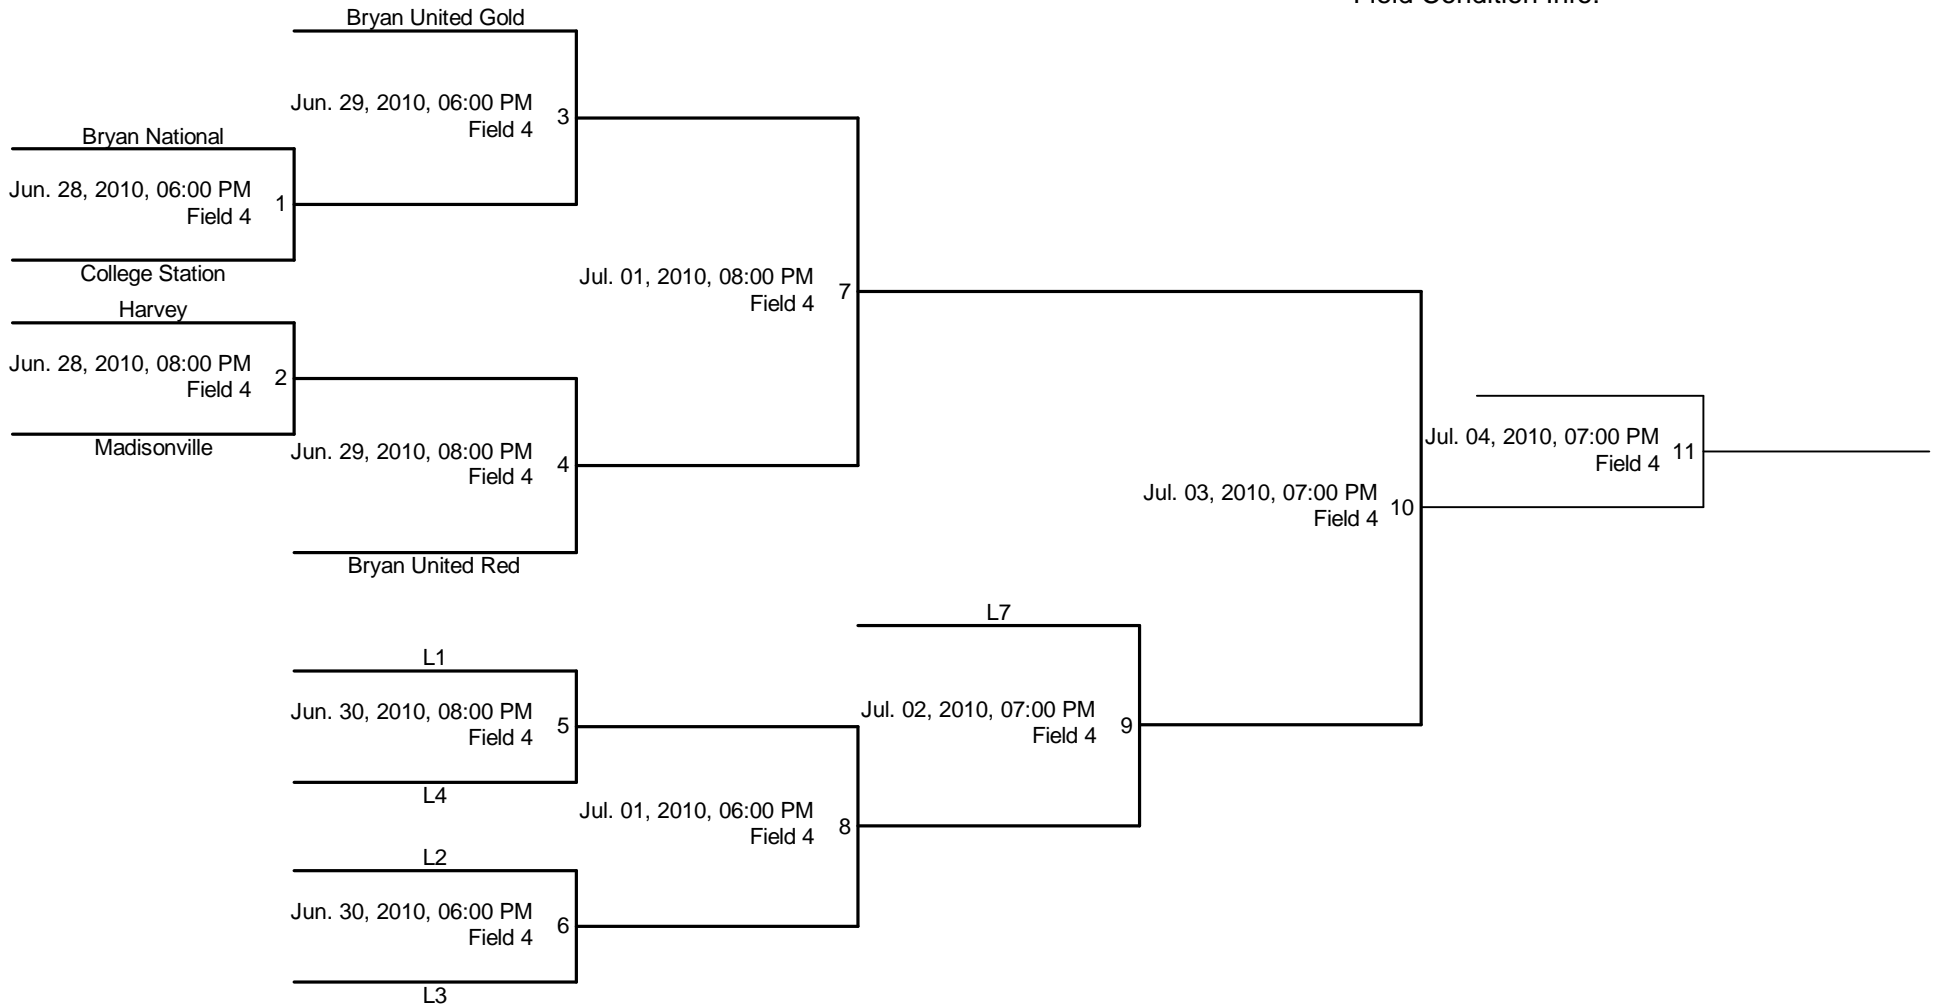 Field Condition Info:
Bryan United Gold
Jun. 29, 2010, 06:00 PM
Field 4
3
Bryan National
Jun. 28, 2010, 06:00 PM
Field 4
1
College Station
Harvey
Jun. 28, 2010, 08:00 PM
Field 4
2
Madisonville
Jun. 29, 2010, 08:00 PM
Field 4
4
Bryan United Red
Jul. 01, 2010, 08:00 PM
Field 4
7
Jul. 04, 2010, 07:00 PM
Field 4
11
Jul. 03, 2010, 07:00 PM
Field 4
10
L7
Jul. 02, 2010, 07:00 PM
Field 4
9
L1
Jun. 30, 2010, 08:00 PM
Field 4
5
L4
Jul. 01, 2010, 06:00 PM
Field 4
8
L2
Jun. 30, 2010, 06:00 PM
Field 4
6
L3